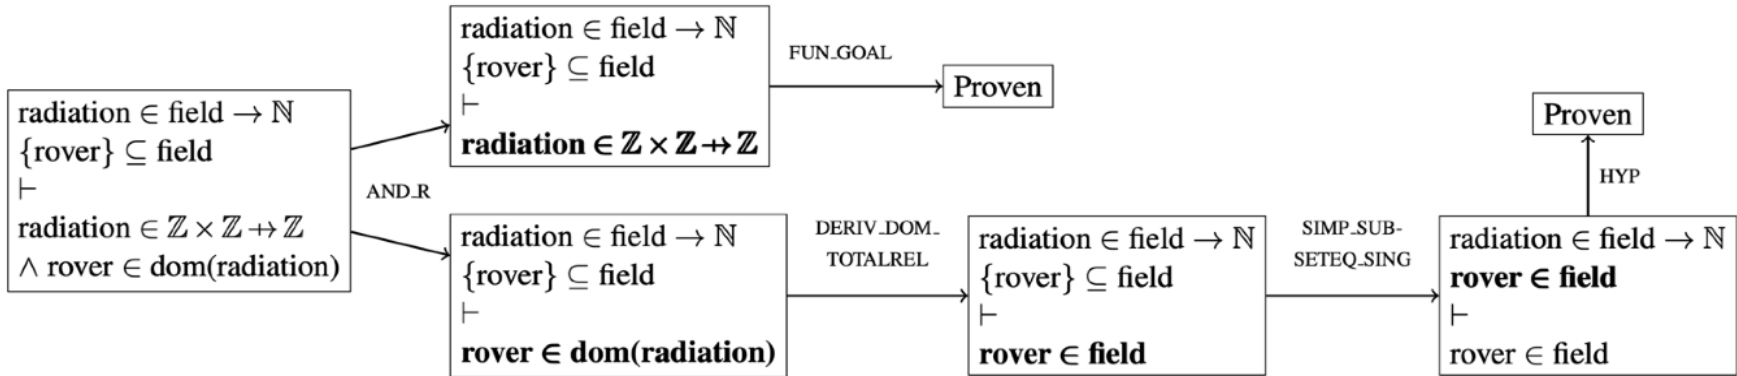 radiation ∈ field → ℕ
{rover} ⊆ field
⊢
radiation ∈ ℤ × ℤ ⇸ ℤ
∧ rover ∈ dom(radiation)
AND_R
radiation ∈ field → ℕ
{rover} ⊆ field
⊢
radiation ∈ ℤ × ℤ ⇸ ℤ
FUN_GOAL
Proven
radiation ∈ field → ℕ
{rover} ⊆ field
⊢
rover ∈ dom(radiation)
DERIV_DOM_
TOTALREL
radiation ∈ field → ℕ
{rover} ⊆ field
⊢
rover ∈ field
SIMP_SUB-
SETEQ_SING
radiation ∈ field → ℕ
rover ∈ field
⊢
rover ∈ field
HYP
Proven